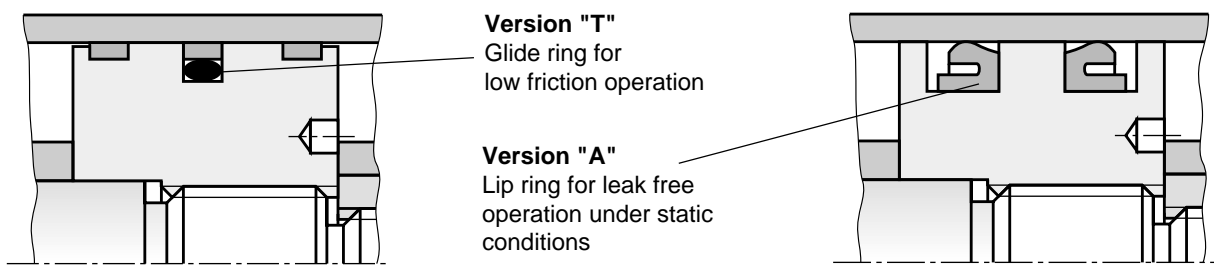 Version "T"
Glide ring for
low friction operation
Version "A"
Lip ring for leak free
operation under static
conditions